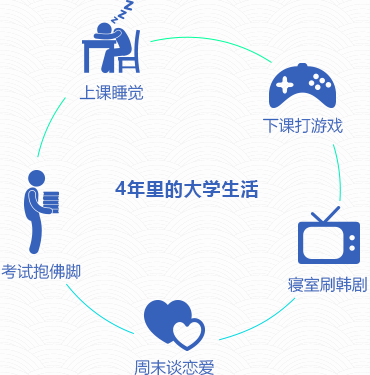 上课睡觉
下课打游戏
4年里的大学生活
考试抱佛脚
寝室刷韩剧
周末谈恋爱